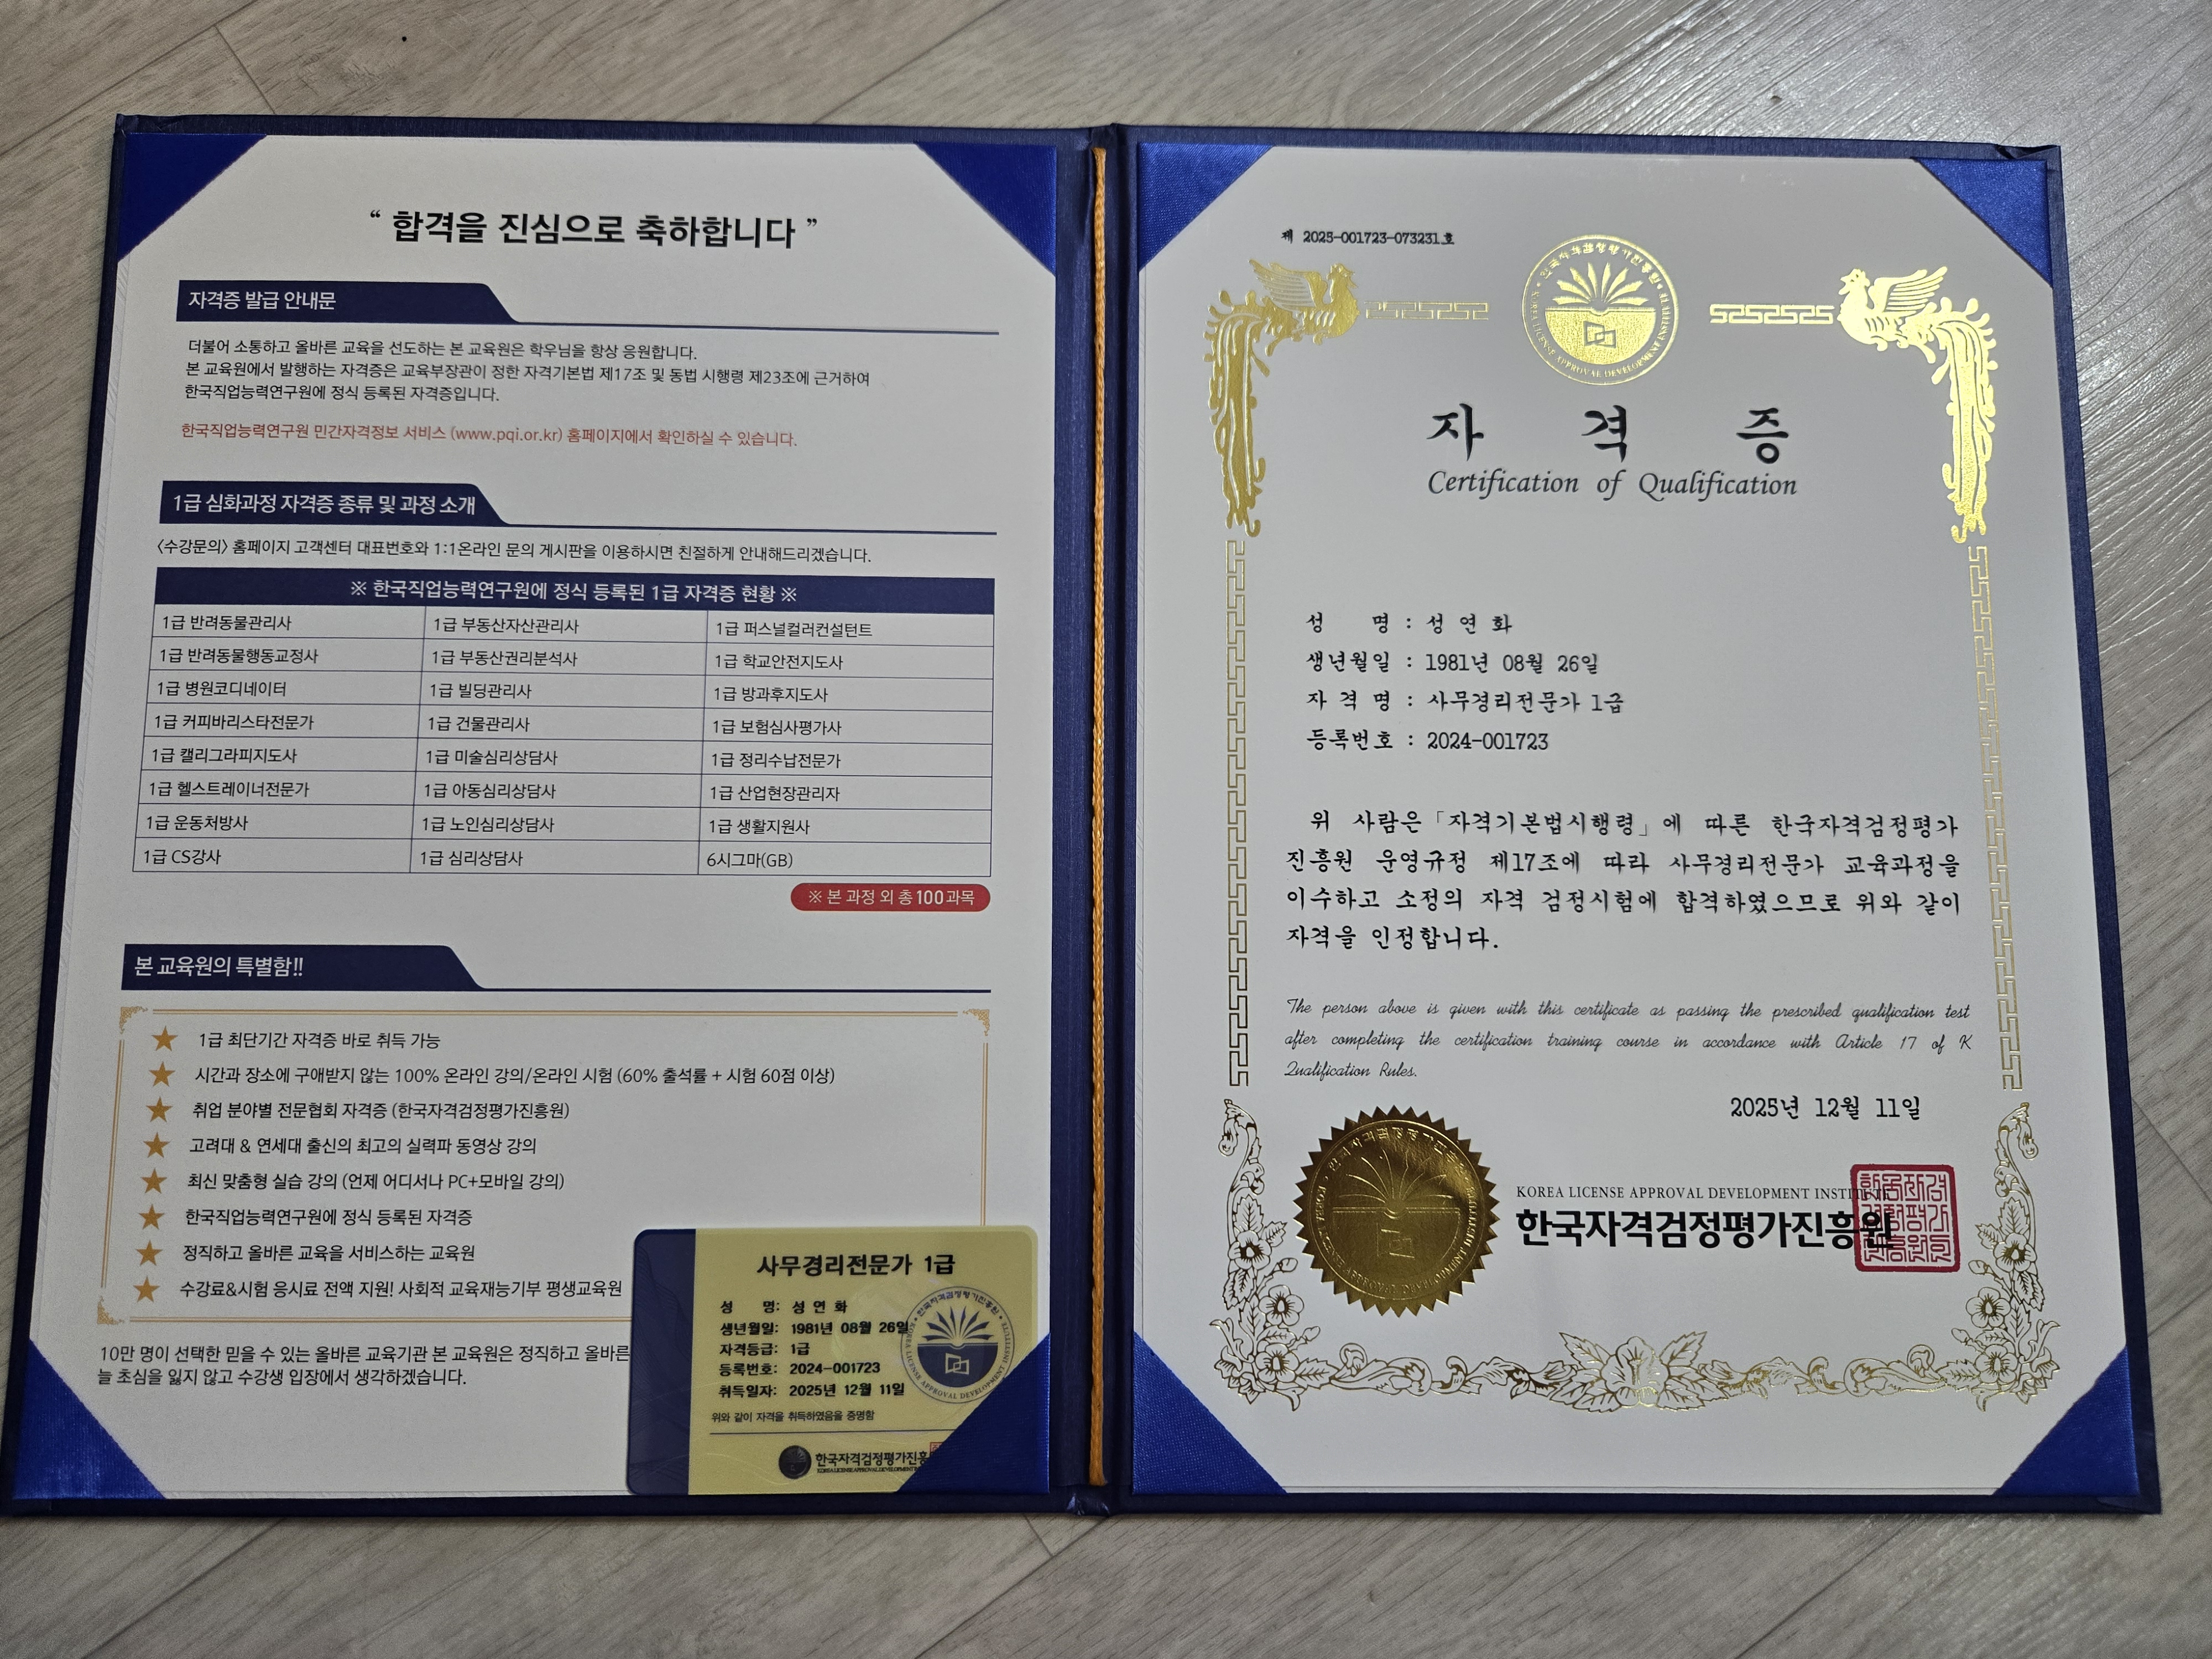 “ 합격을 진심으로 축하합니다 ”
자격증 발급 안내문
더불어 소통하고 올바른 교육을 선도하는 본 교육원은 학우님을 항상 응원합니다.
본 교육원에서 발행하는 자격증은 교육부장관이 정한 자격기본법 제17조 및 동법 시행령 제23조에 근거하여
한국직업능력연구원에 정식 등록된 자격증입니다.
한국직업능력연구원 민간자격정보 서비스 (www.pqi.or.kr) 홈페이지에서 확인하실 수 있습니다.
1급 심화과정 자격증 종류 및 과정 소개
<수강문의> 홈페이지 고객센터 대표번호와 1:1온라인 문의 게시판을 이용하시면 친절하게 안내해드리겠습니다.
※ 한국직업능력연구원에 정식 등록된 1급 자격증 현황 ※
1급 반려동물관리사 1급 부동산자산관리사 1급 퍼스널컬러컨설턴트
1급 반려동물행동교정사 1급 부동산권리분석사 1급 학교안전지도사
1급 병원코디네이터 1급 빌딩관리사 1급 방과후지도사
1급 커피바리스타전문가 1급 건물관리사 1급 보험심사평가사
1급 캘리그라피지도사 1급 미술심리상담사 1급 정리수납전문가
1급 헬스트레이너전문가 1급 아동심리상담사 1급 산업현장관리자
1급 운동처방사 1급 노인심리상담사 1급 생활지원사
1급 CS강사 1급 심리상담사 6시그마(GB)
※ 본 과정 외 총 100과목
본 교육원의 특별함!!
1급 최단기간 자격증 바로 취득 가능
시간과 장소에 구애받지 않는 100% 온라인 강의/온라인 시험 (60% 출석률 + 시험 60점 이상)
취업 분야별 전문협회 자격증 (한국자격검정평가진흥원)
고려대 & 연세대 출신의 최고의 실력파 동영상 강의
최신 맞춤형 실습 강의 (언제 어디서나 PC+모바일 강의)
한국직업능력연구원에 정식 등록된 자격증
정직하고 올바른 교육을 서비스하는 교육원
수강료&시험 응시료 전액 지원! 사회적 교육재능기부 평생교육원
10만 명이 선택한 믿을 수 있는 올바른 교육기관 본 교육원은 정직하고 올바른
늘 초심을 잃지 않고 수강생 입장에서 생각하겠습니다.
사무경리전문가 1급
성 명: 성 연 화
생년월일: 1981년 08월 26일
자격등급: 1급
등록번호: 2024-001723
취득일자: 2025년 12월 11일
위와 같이 자격을 취득하였음을 증명함
한국자격검정평가진흥
제 2025-001723-073231호
한국자격검정평가진흥원
KOREA LICENSE APPROVAL DEVELOPMENT INSTITUTE
자 격 증
Certification of Qualification
성 명 : 성 연 화
생년월일 : 1981년 08월 26일
자 격 명 : 사무경리전문가 1급
등록번호 : 2024-001723
위 사람은「자격기본법시행령」에 따른 한국자격검정평가
진흥원 운영규정 제17조에 따라 사무경리전문가 교육과정을
이수하고 소정의 자격 검정시험에 합격하였으므로 위와 같이
자격을 인정합니다.
The person above is given with this certificate as passing the prescribed qualification test
after completing the certification training course in accordance with Article 17 of K
Qualification Rules.
2025년 12월 11일
KOREA LICENSE APPROVAL DEVELOPMENT INSTITUTE
한국자격검정평가진흥원